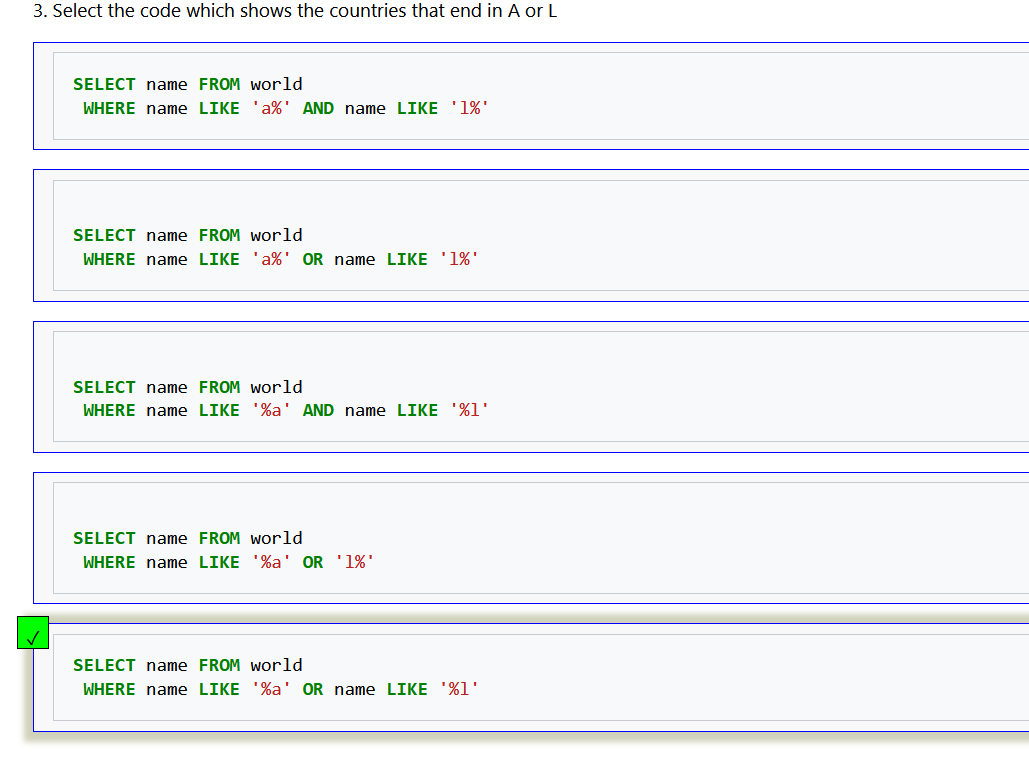 3. Select the code which shows the countries that end in A or L
SELECT name FROM world
WHERE name LIKE 'a%' AND name LIKE 'l%'
SELECT name FROM world
WHERE name LIKE 'a%' OR name LIKE 'l%'
SELECT name FROM world
WHERE name LIKE '%a' AND name LIKE '%l'
SELECT name FROM world
WHERE name LIKE '%a' OR 'l%'
✓
SELECT name FROM world
WHERE name LIKE '%a' OR name LIKE '%l'